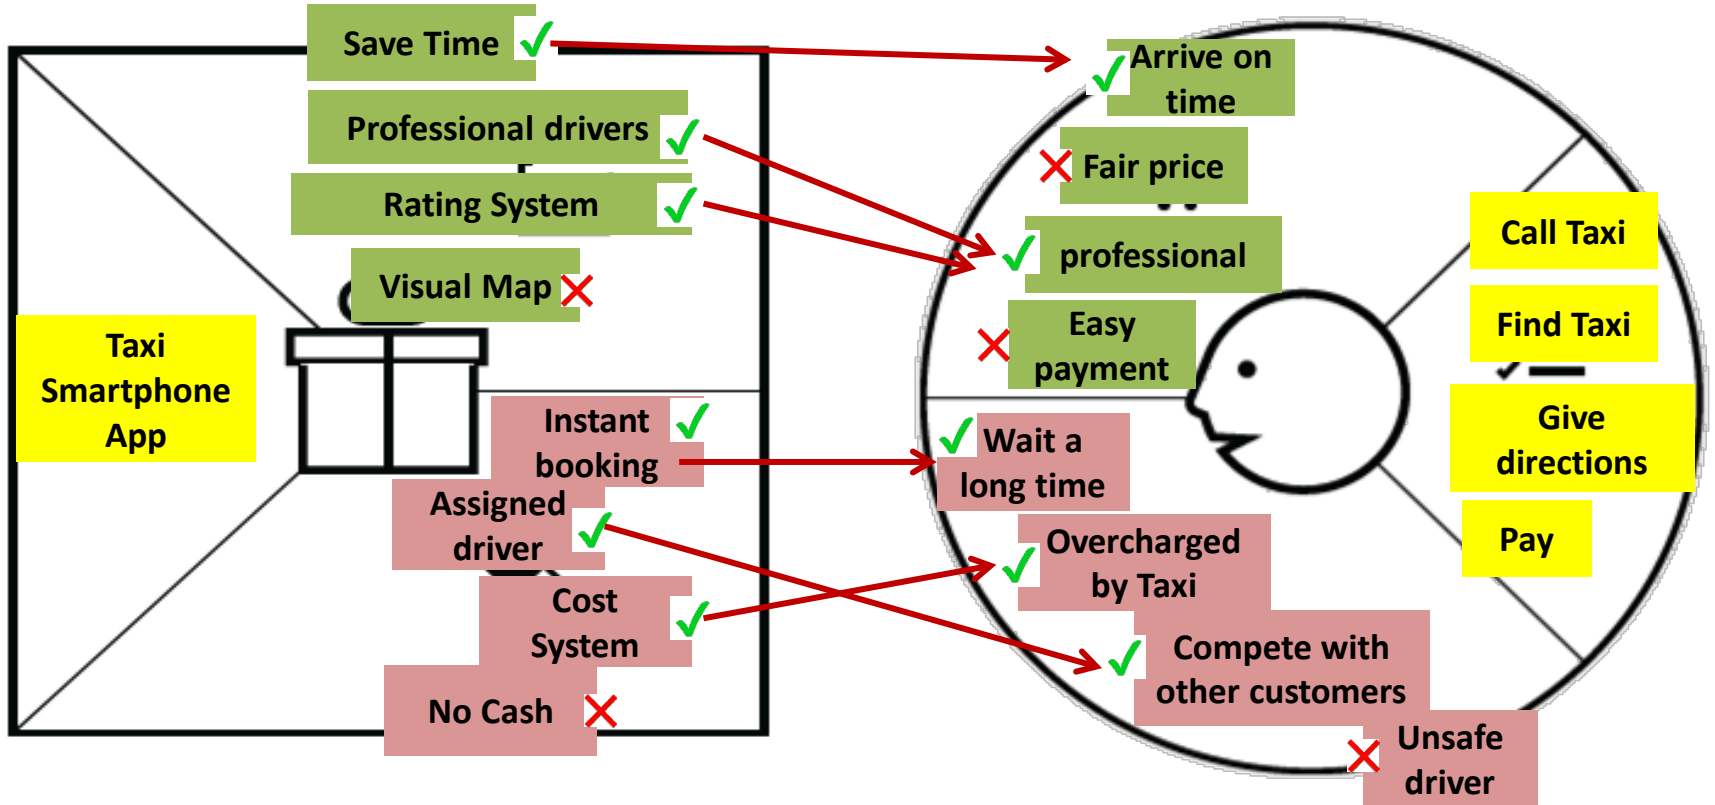 Save Time
Professional drivers
Rating System
Visual Map
Taxi
Smartphone
App
Instant
booking
Assigned
driver
Cost
System
No Cash
Arrive on
time
Fair price
professional
Easy
payment
Wait a
long time
Overcharged
by Taxi
Compete with
other customers
Unsafe
driver
Call Taxi
Find Taxi
Give
directions
Pay